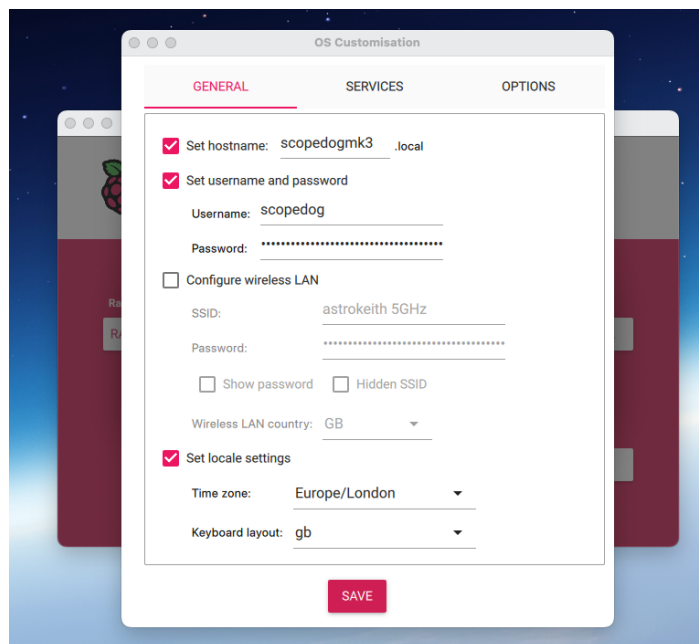 OS Customisation
GENERAL SERVICES OPTIONS
Set hostname: scopedogmk3 .local
Set username and password
Username: scopedog
Password: •••••••••••••••••••••••••••••••••••••
Configure wireless LAN
SSID: astrokeith 5GHz
Password: •••••••••••••••••••••••••••••••••••••
Show password Hidden SSID
Ra
RA
Wireless LAN country: GB
Set locale settings
Time zone: Europe/London
Keyboard layout: gb
SAVE